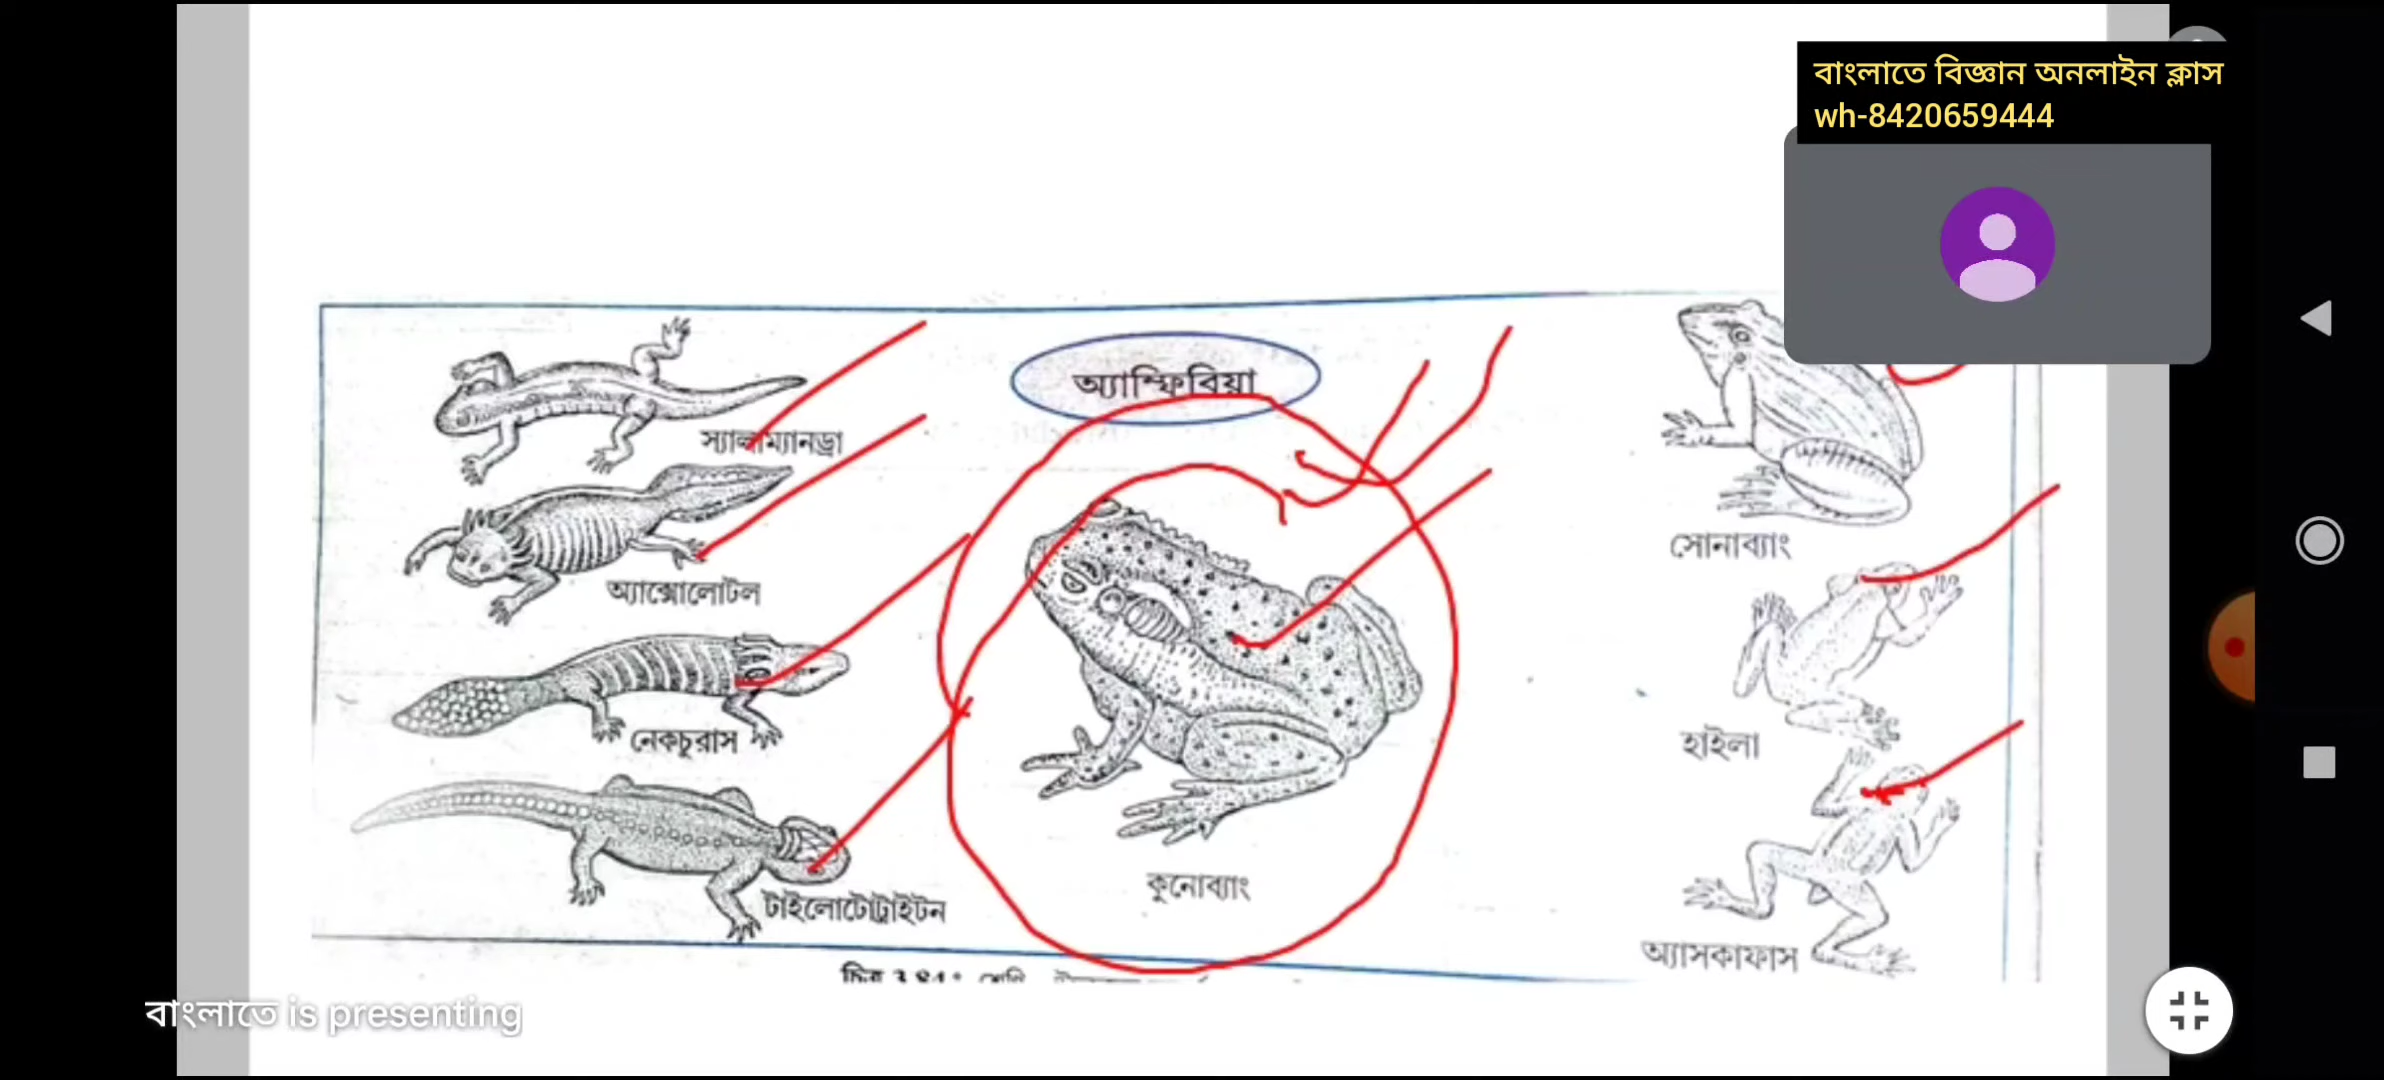 বাংলাতে বিজ্ঞান অনলাইন ক্লাস
wh-8420659444
অ্যাম্ফিবিয়া
স্যালাম্যানড্রা
অ্যাক্সোলোটল
নেকচুরাস
টাইলোটোট্রাইটন
কুনোব্যাং
সোনাব্যাং
হাইলা
অ্যাসকাফাস
বাংলাতে is presenting